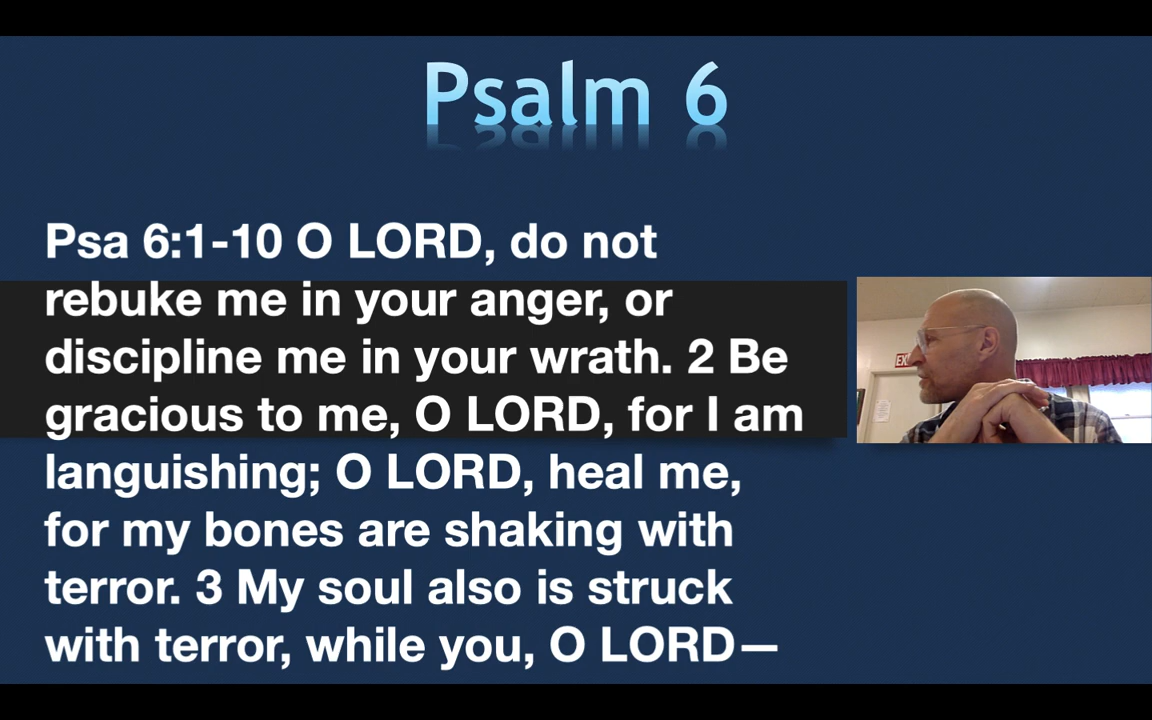 Psalm 6
Psa 6:1-10 O LORD, do not
rebuke me in your anger, or
discipline me in your wrath. 2 Be
gracious to me, O LORD, for I am
languishing; O LORD, heal me,
for my bones are shaking with
terror. 3 My soul also is struck
with terror, while you, O LORD—
EX